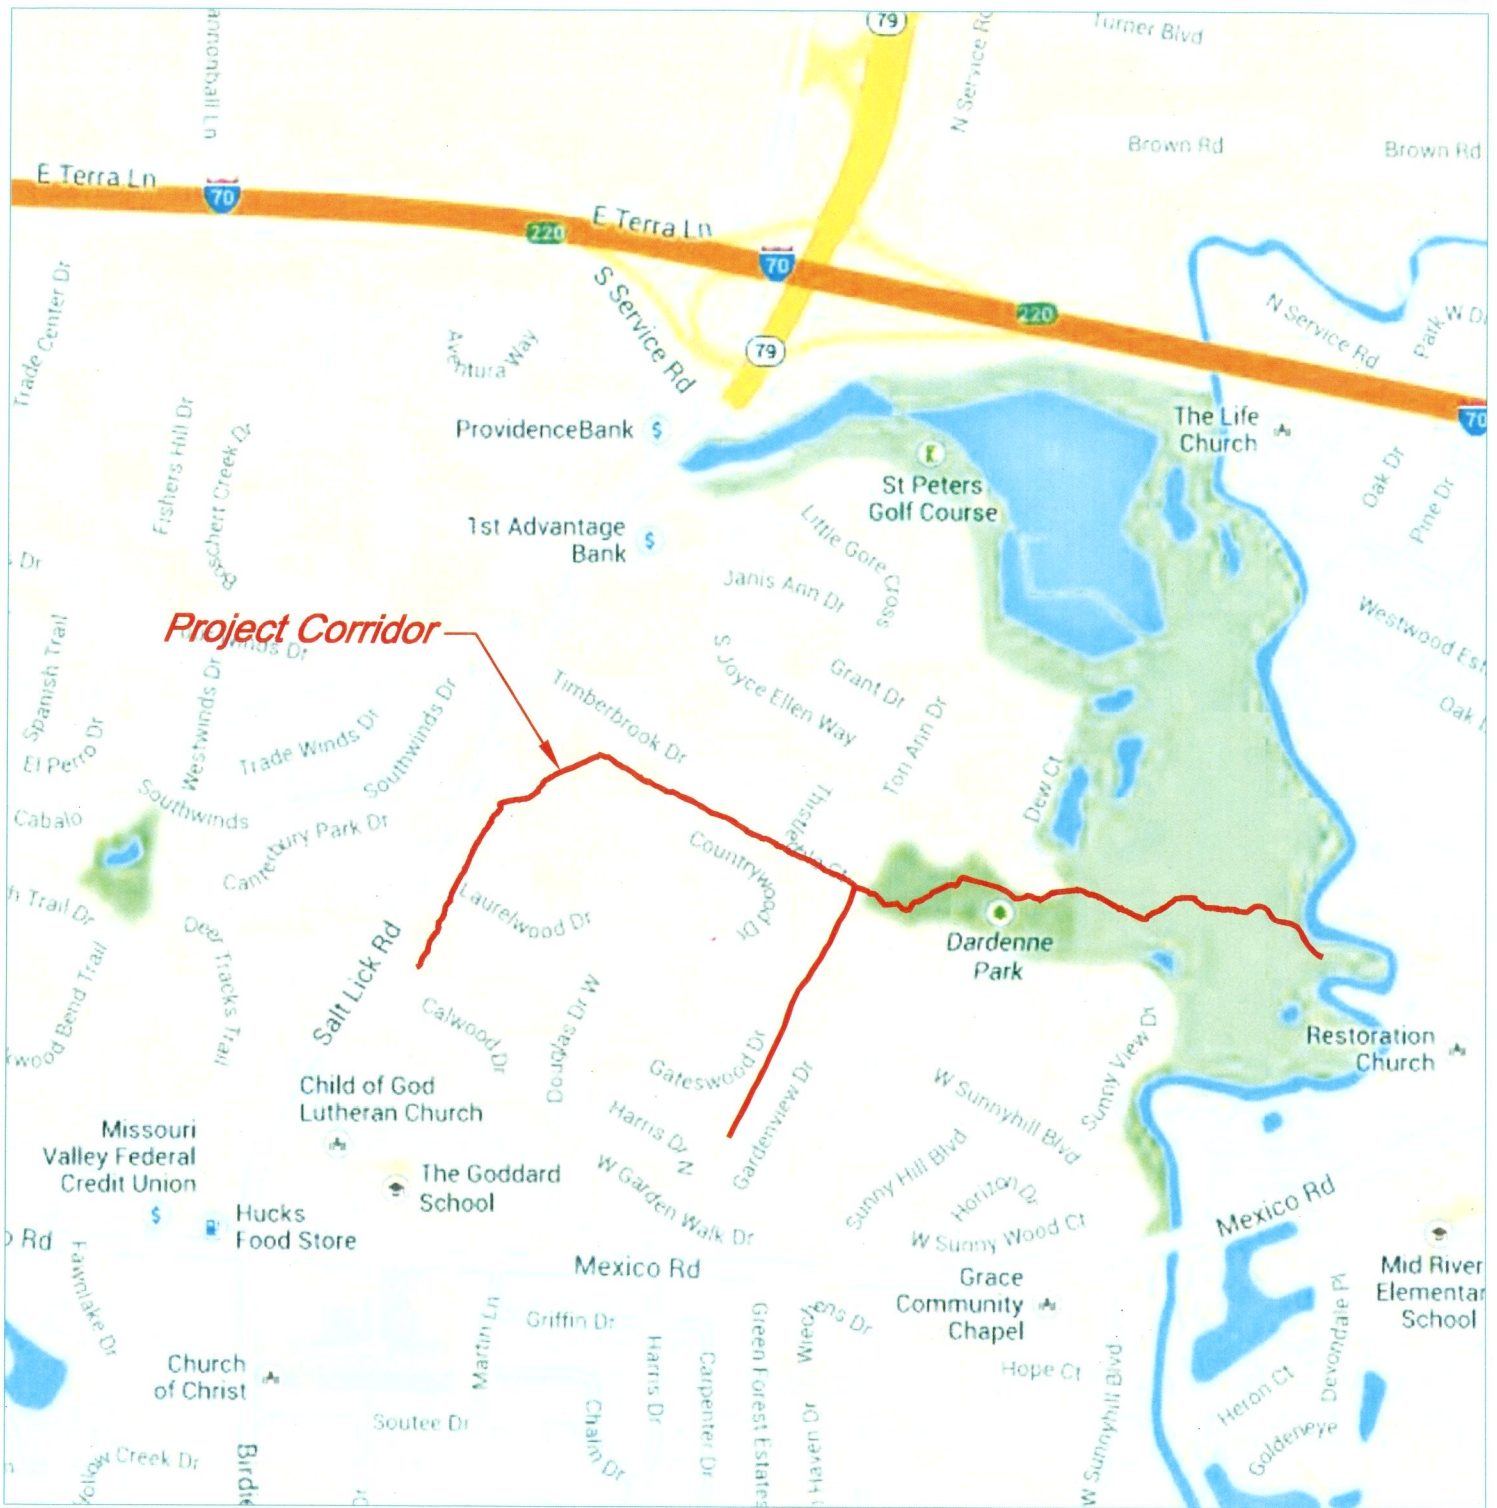 79
Turner Blvd
N Service Rd
Brown Rd
Brown Rd
E Terra Ln
70
220
E Terra Ln
70
N Service Rd
Park
220
S Service Rd
79
Trade Center Dr
Aventura Way
70
ProvidenceBank
The Life
Church
Fishers Hill Dr
Boschert Creek Dr
St Peters
Golf Course
Oak Dr
Pine Dr
1st Advantage
Bank
Little Gore Cross
Janis Ann Dr
Project Corridor
Spanish Trail
Westwinds Dr
S Joyce Ellen Way
Grant Dr
Timberbrook Dr
Tori Ann Dr
El Perro Dr
Trade Winds Dr
Southwinds Dr
Dew Ct
Cabalo
Southwinds
Canterbury Park Dr
Countrywood Dr
Laurelwood Dr
Deer Tracks Trail
Salt Lick Rd
Dardenne
Park
Calwood Dr
Douglas Dr W
Gateswood Dr
Gardenview Dr
W Sunnyhill Blvd
Sunny View Dr
Restoration
Church
Child of God
Lutheran Church
Harris Dr N
Missouri
Valley Federal
Credit Union
The Goddard
School
W Garden Walk Dr
Sunny Hill Blvd
Horizon Dr
W Sunny Wood Ct
Mexico Rd
Hucks
Food Store
Mexico Rd
Fawnlake Dr
Grace
Community
Chapel
Mid River
Elementar
School
Martin Ln
Griffin Dr
Harris Dr
Carpenter Dr
Green Forest Estates
Hope Ct
W Sunnyhill Blvd
Devondale Pl
Heron Ct
Goldeneye
Church
of Christ
Soutee Dr
Chalm Dr
Haven Dr
Creek Dr
Birdie